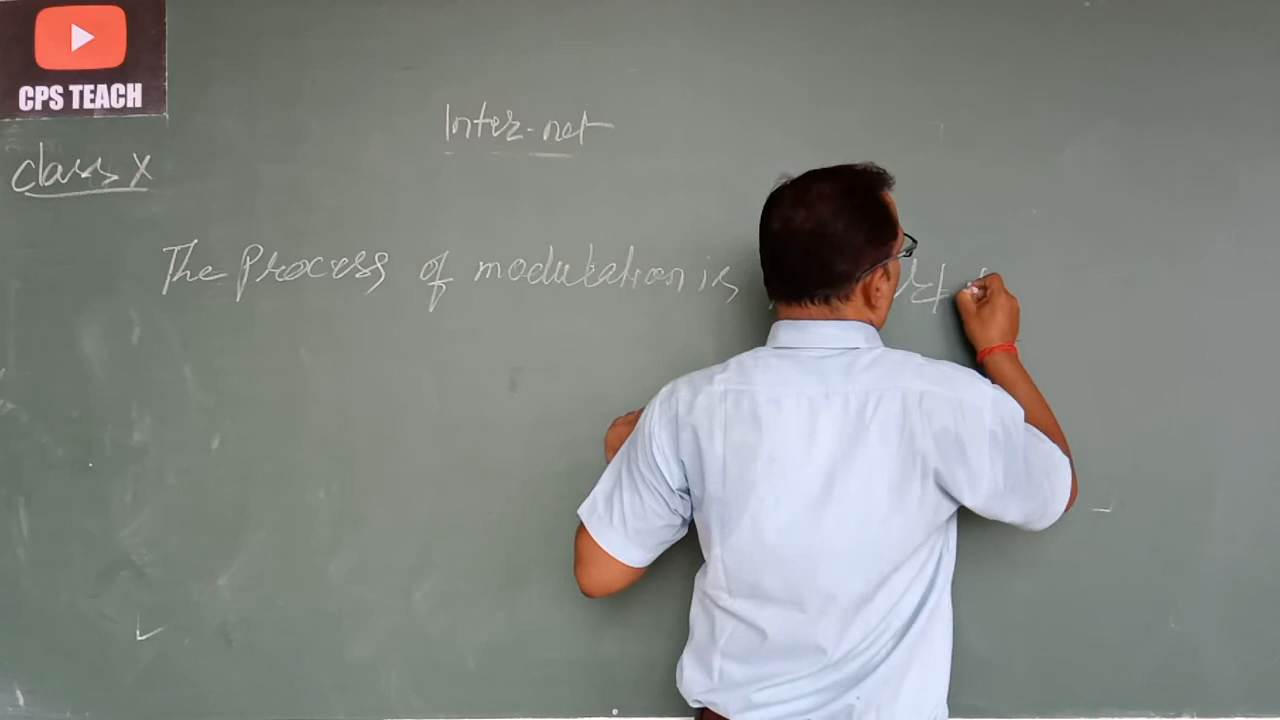 CPS TEACH
Inter-net
class X
The Process of modulation is